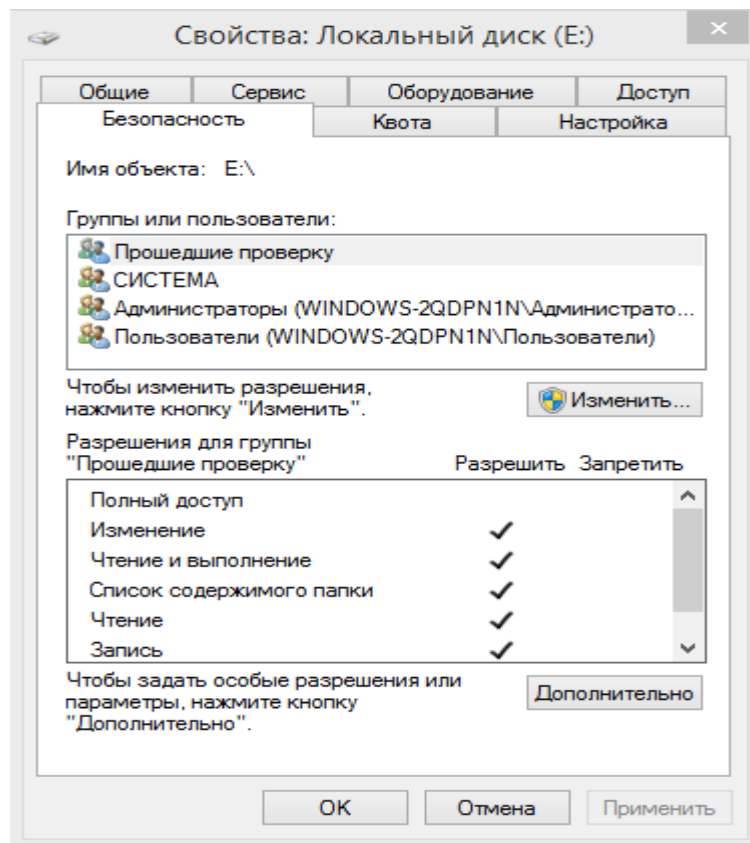 Свойства: Локальный диск (E:)
Общие Сервис Оборудование Доступ
Безопасность Квота Настройка
Имя объекта: E:\
Группы или пользователи:
Прошедшие проверку
СИСТЕМА
Администраторы (WINDOWS-2QDPN1N\Администрато...
Пользователи (WINDOWS-2QDPN1N\Пользователи)
Чтобы изменить разрешения,
нажмите кнопку "Изменить".
Изменить...
Разрешения для группы
"Прошедшие проверку" Разрешить Запретить
Полный доступ
Изменение
Чтение и выполнение
Список содержимого папки
Чтение
Запись
Чтобы задать особые разрешения или
параметры, нажмите кнопку
"Дополнительно".
Дополнительно
OK Отмена Применить